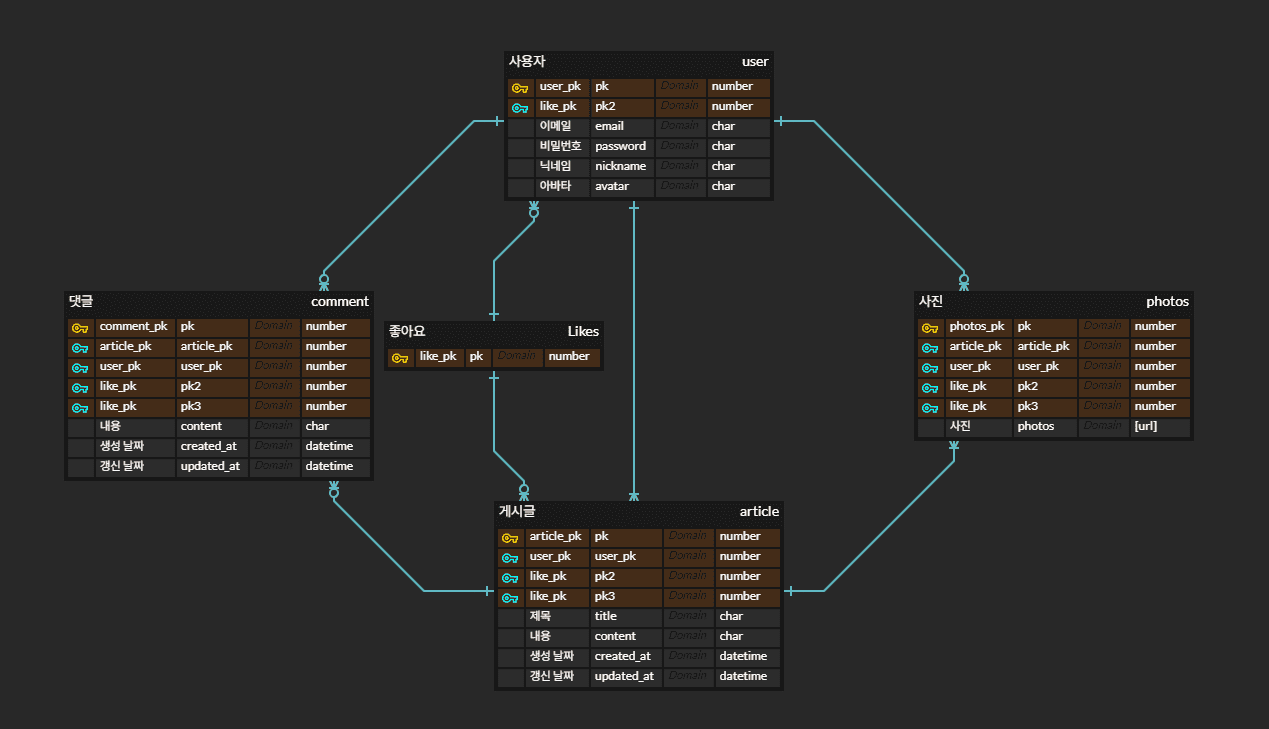 사용자 user
user_pk pk Domain number
like_pk pk2 Domain number
이메일 email Domain char
비밀번호 password Domain char
닉네임 nickname Domain char
아바타 avatar Domain char
댓글 comment
comment_pk pk Domain number
article_pk article_pk Domain number
user_pk user_pk Domain number
like_pk pk2 Domain number
like_pk pk3 Domain number
내용 content Domain char
생성 날짜 created_at Domain datetime
갱신 날짜 updated_at Domain datetime
좋아요 Likes
like_pk pk Domain number
사진 photos
photos_pk pk Domain number
article_pk article_pk Domain number
user_pk user_pk Domain number
like_pk pk2 Domain number
like_pk pk3 Domain number
사진 photos Domain [url]
게시글 article
article_pk pk Domain number
user_pk user_pk Domain number
like_pk pk2 Domain number
like_pk pk3 Domain number
제목 title Domain char
내용 content Domain char
생성 날짜 created_at Domain datetime
갱신 날짜 updated_at Domain datetime